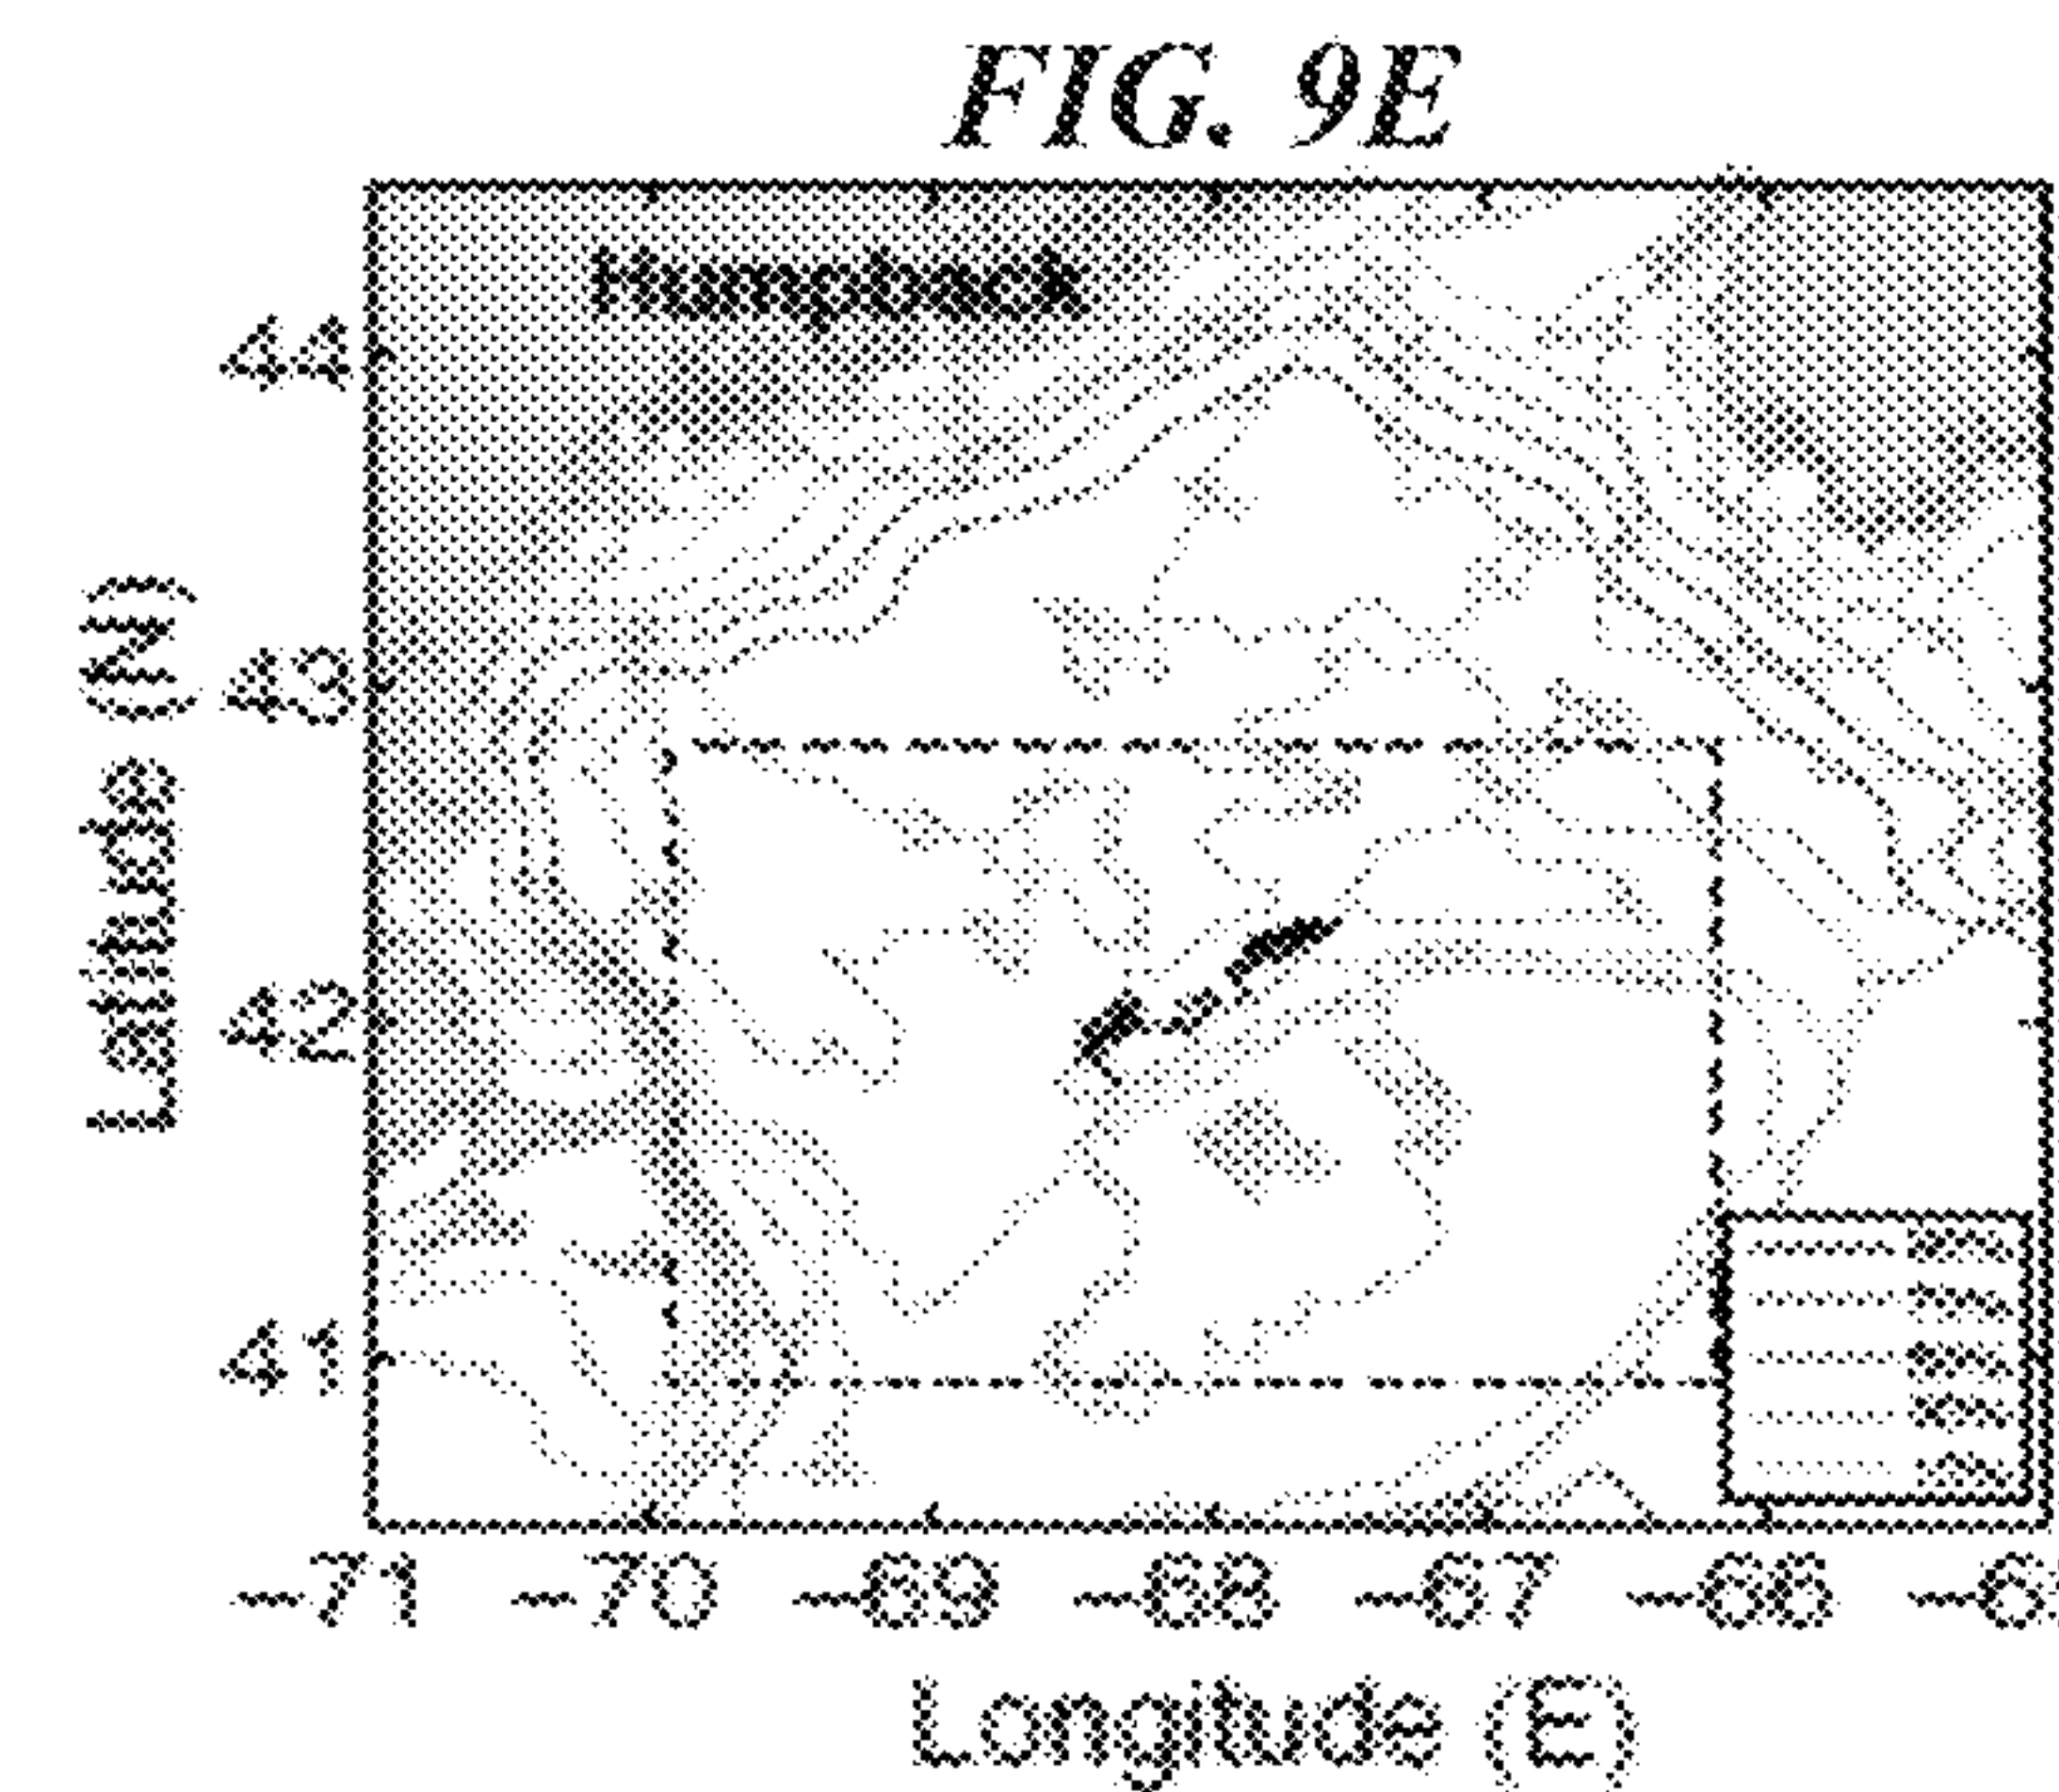 FIG. 9E
Humpback
44
43
42
41
Latitude (N)
-71 -70 -69 -68 -67 -66
Longitude (E)